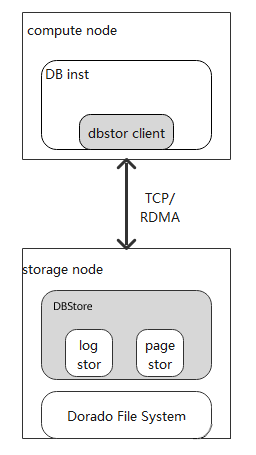 compute node
DB inst
dbstor client
TCP/
RDMA
storage node
DBStore
log
stor
page
stor
Dorado File System